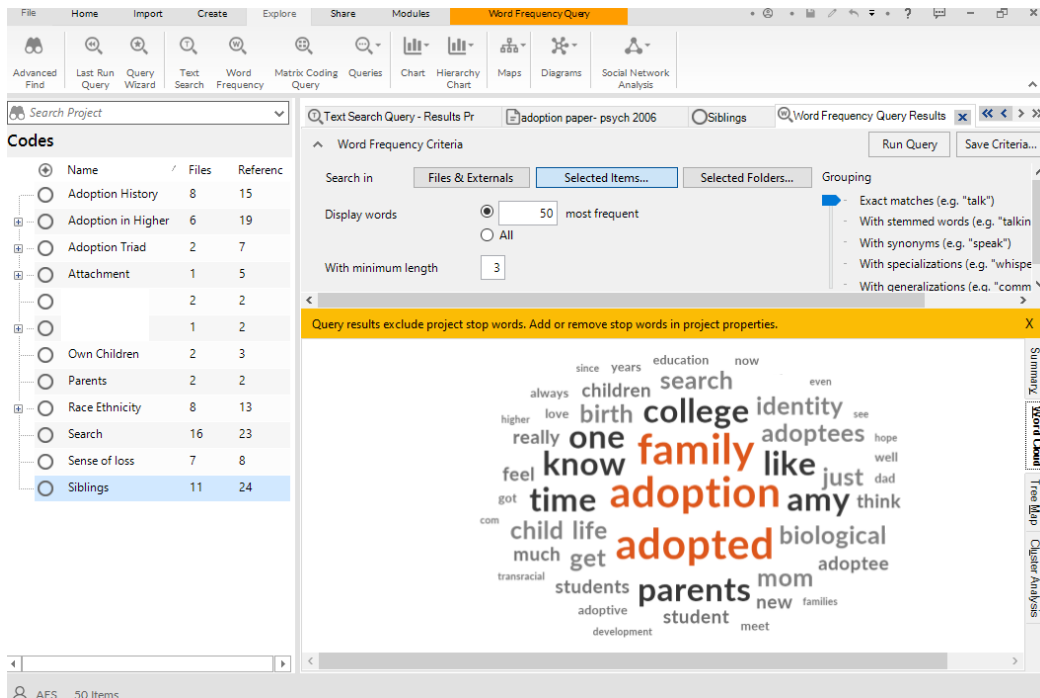 File Home Import Create Explore Share Modules Word Frequency Query
Advanced Find
Last Run Query
Query Wizard
Text Search
Word Frequency
Matrix Coding Query
Queries
Chart
Hierarchy Chart
Maps
Diagrams
Social Network Analysis
Search Project
Text Search Query - Results Pr adoption paper- psych 2006 Siblings Word Frequency Query Results
Codes
Name Files Referenc
Adoption History 8 15
Adoption in Higher 6 19
Adoption Triad 2 7
Attachment 1 5
2 2
1 2
Own Children 2 3
Parents 2 2
Race Ethnicity 8 13
Search 16 23
Sense of loss 7 8
Siblings 11 24
Word Frequency Criteria Run Query Save Criteria...
Search in Files & Externals Selected Items... Selected Folders... Grouping
Display words 50 most frequent
All
With minimum length 3
Exact matches (e.g. "talk")
With stemmed words (e.g. "talkin
With synonyms (e.g. "speak")
With specializations (e.g. "whispe
With generalizations (e.g. "comm
Query results exclude project stop words. Add or remove stop words in project properties. X
since years education now
always children search even
higher love birth college identity see
really one family adoptees hope
feel know like just dad well
got time adoption amy think
com child life adopted biological
much get adoptee
transracial students parents mom
adoptive student new families
development meet
Summary
Word Cloud
Tree Map
Cluster Analysis
AES 50 Items